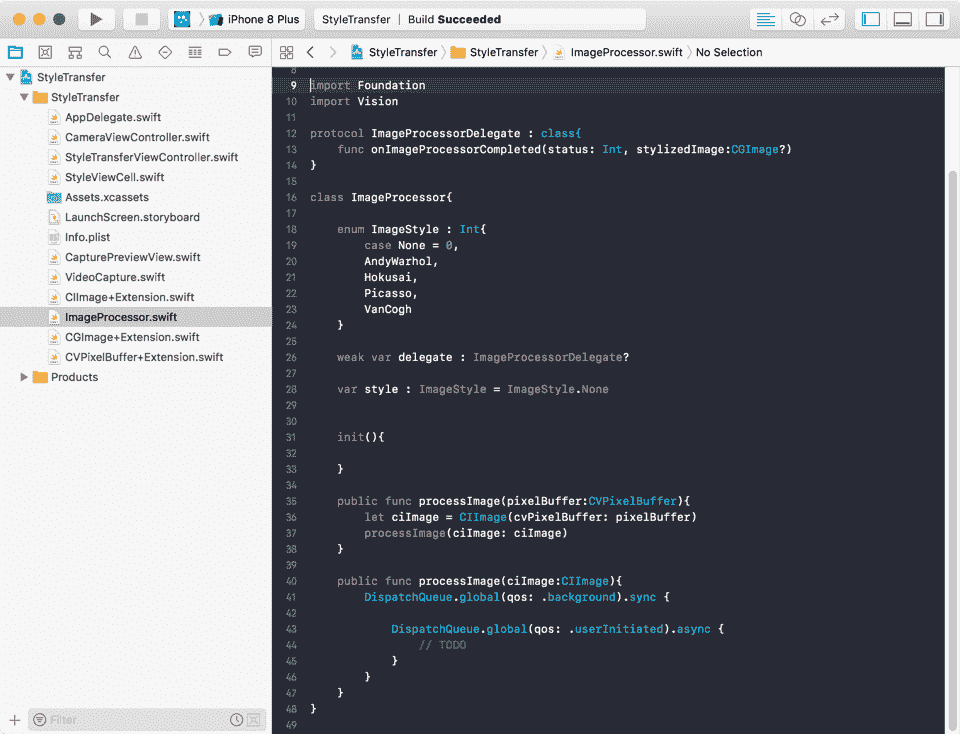 iPhone 8 Plus
StyleTransfer | Build Succeeded
StyleTransfer StyleTransfer ImageProcessor.swift No Selection
StyleTransfer
StyleTransfer
AppDelegate.swift
CameraViewController.swift
StyleTransferViewController.swift
StyleViewCell.swift
Assets.xcassets
LaunchScreen.storyboard
Info.plist
CapturePreviewView.swift
VideoCapture.swift
CIImage+Extension.swift
ImageProcessor.swift
CGImage+Extension.swift
CVPixelBuffer+Extension.swift
Products
Filter
8
9 import Foundation
10 import Vision
11
12 protocol ImageProcessorDelegate : class{
13 func onImageProcessorCompleted(status: Int, stylizedImage:CGImage?)
14 }
15
16 class ImageProcessor{
17
18 enum ImageStyle : Int{
19 case None = 0,
20 AndyWarhol,
21 Hokusai,
22 Picasso,
23 VanCogh
24 }
25
26 weak var delegate : ImageProcessorDelegate?
27
28 var style : ImageStyle = ImageStyle.None
29
30
31 init(){
32
33 }
34
35 public func processImage(pixelBuffer:CVPixelBuffer){
36 let ciImage = CIImage(cvPixelBuffer: pixelBuffer)
37 processImage(ciImage: ciImage)
38 }
39
40 public func processImage(ciImage:CIImage){
41 DispatchQueue.global(qos: .background).sync {
42
43 DispatchQueue.global(qos: .userInitiated).async {
44 // TODO
45 }
46 }
47 }
48 }
49